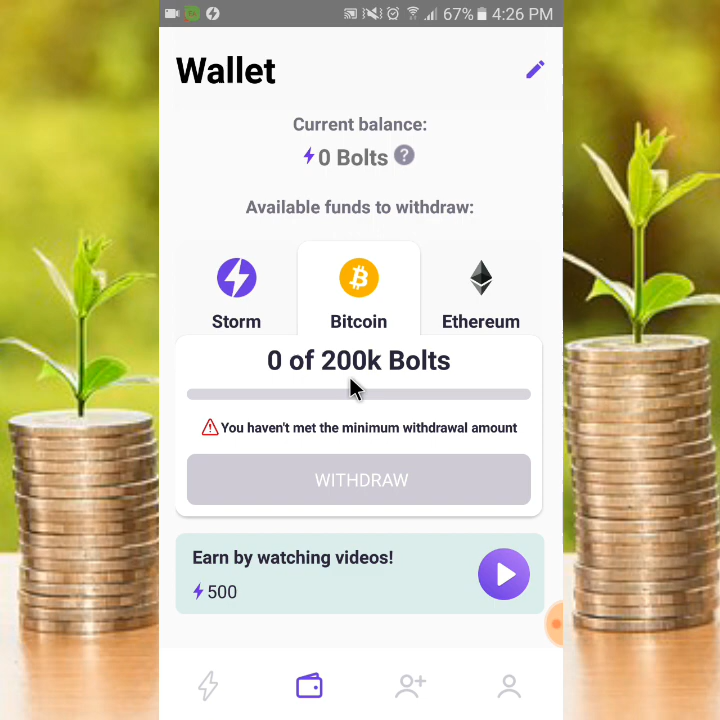 67% 4:26 PM
Wallet
Current balance:
0 Bolts ?
Available funds to withdraw:
Storm Bitcoin Ethereum
0 of 200k Bolts
You haven't met the minimum withdrawal amount
WITHDRAW
Earn by watching videos!
500